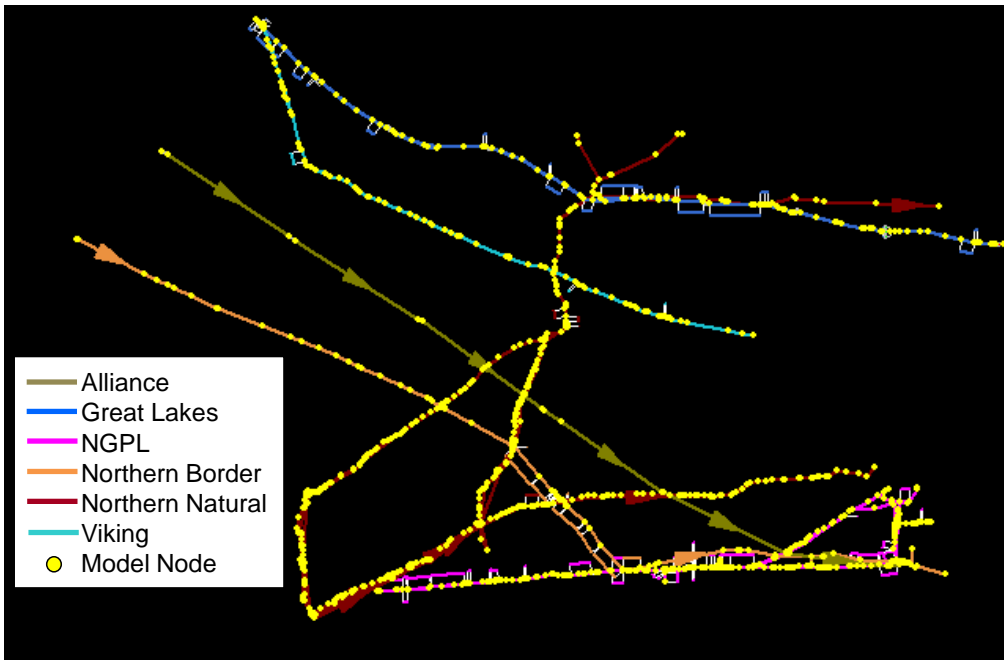 Alliance
Great Lakes
NGPL
Northern Border
Northern Natural
Viking
Model Node